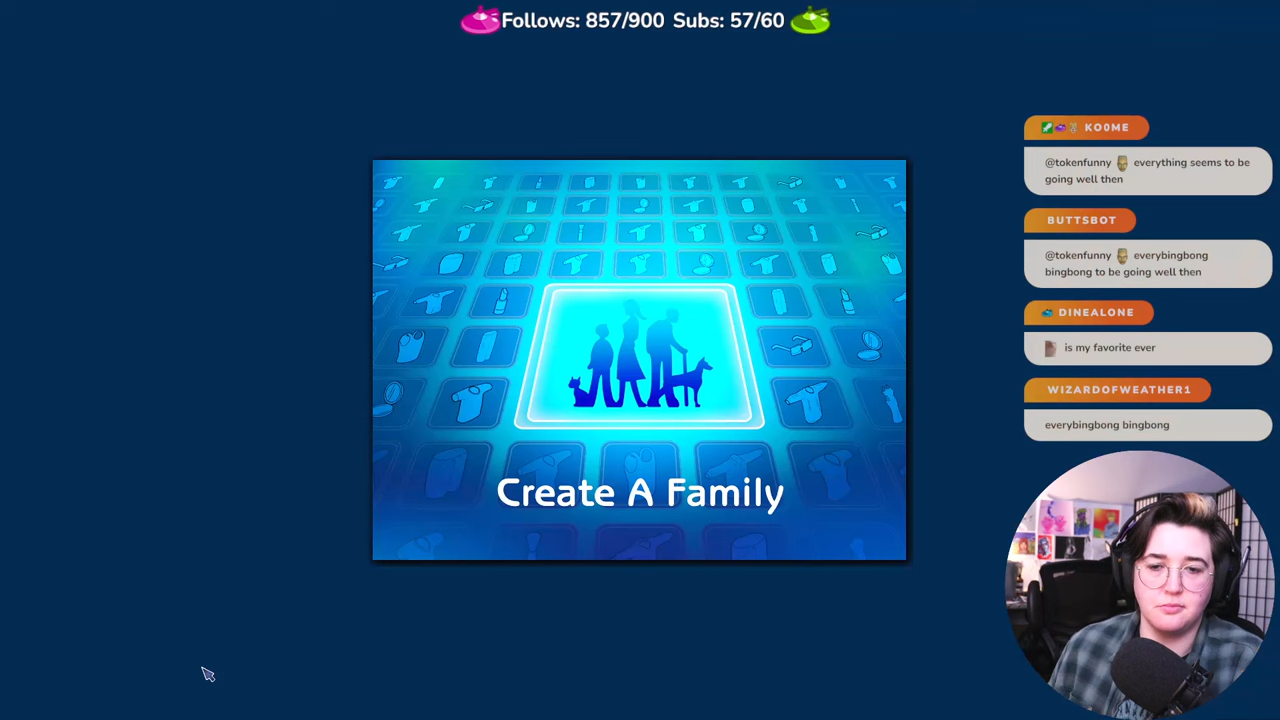 Follows: 857/900 Subs: 57/60
KO0ME
@tokenfunny everything seems to be
going well then
BUTTSBOT
@tokenfunny everybingbong
bingbong to be going well then
DINEALONE
is my favorite ever
WIZARDOFWEATHER1
everybingbong bingbong
Create A Family